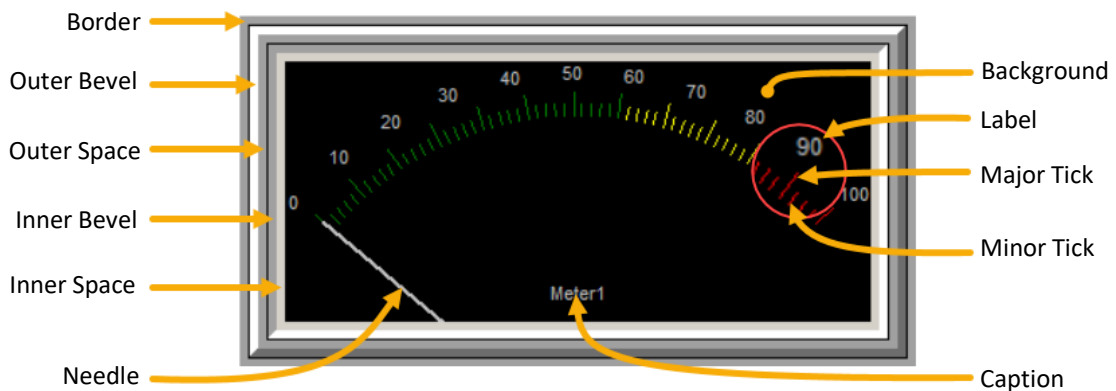 Border
Outer Bevel
Outer Space
Inner Bevel
Inner Space
Needle
0
10
20
30
40
50
60
70
80
90
100
Meter1
Background
Label
Major Tick
Minor Tick
Caption